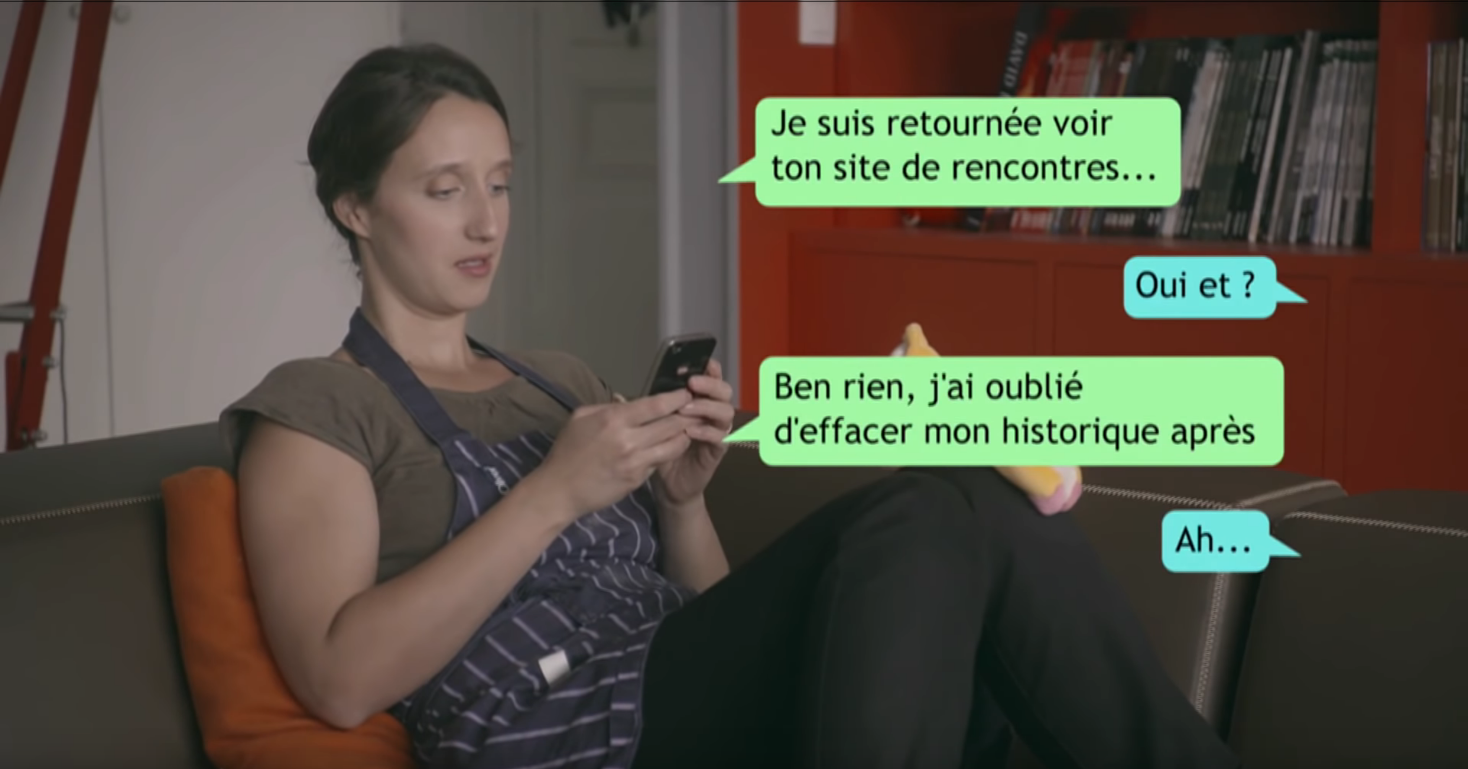 DAVID
Je suis retournée voir
ton site de rencontres...
Oui et ?
Ben rien, j'ai oublié
d'effacer mon historique après
Ah...